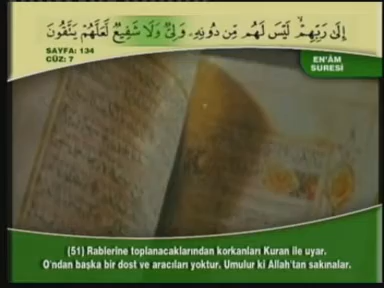 إِلَىٰ رَبِّهِمْ ۙ لَيْسَ لَهُم مِّن دُونِهِۦ وَلِىٌّ وَلَا شَفِيعٌ لَّعَلَّهُمْ يَتَّقُونَ
SAYFA: 134
CÜZ: 7
EN'ÂM
SURESİ
(51) Rablerine toplanacaklarından korkanları Kuran ile uyar.
O'ndan başka bir dost ve aracıları yoktur. Umulur ki Allah'tan sakınalar.